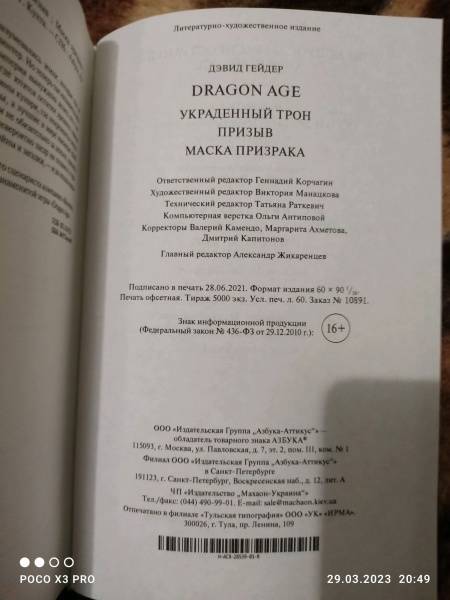 Литературно-художественное издание
ДЭВИД ГЕЙДЕР
DRAGON AGE
УКРАДЕННЫЙ ТРОН
ПРИЗЫВ
МАСКА ПРИЗРАКА
Ответственный редактор Геннадий Корчагин
Художественный редактор Виктория Манацкова
Технический редактор Татьяна Раткевич
Компьютерная верстка Ольги Антиповой
Корректоры Валерий Камендо, Маргарита Ахметова,
Дмитрий Капитонов
Главный редактор Александр Жикаренцев
Подписано в печать 28.06.2021. Формат издания 60 × 90 1/16.
Печать офсетная. Тираж 5000 экз. Усл. печ. л. 60. Заказ № 10891.
Знак информационной продукции
(Федеральный закон № 436-ФЗ от 29.12.2010 г.):
16+
ООО «Издательская Группа „Азбука-Аттикус“» —
обладатель товарного знака АЗБУКА®
115093, г. Москва, ул. Павловская, д. 7, эт. 2, пом. III, ком. № 1
Филиал ООО «Издательская Группа „Азбука-Аттикус“»
в Санкт-Петербурге
191123, г. Санкт-Петербург, Воскресенская наб., д. 12, лит. А
ЧП «Издательство „Махаон-Украина“»
Тел./факс: (044) 490-99-01. E-mail: sale@machaon.kiev.ua
Отпечатано в филиале «Тульская типография» ООО «УК» «ИРМА».
300026, г. Тула, пр. Ленина, 109
H-ACR-28539-01-R
POCO X3 PRO
29.03.2023 20:49